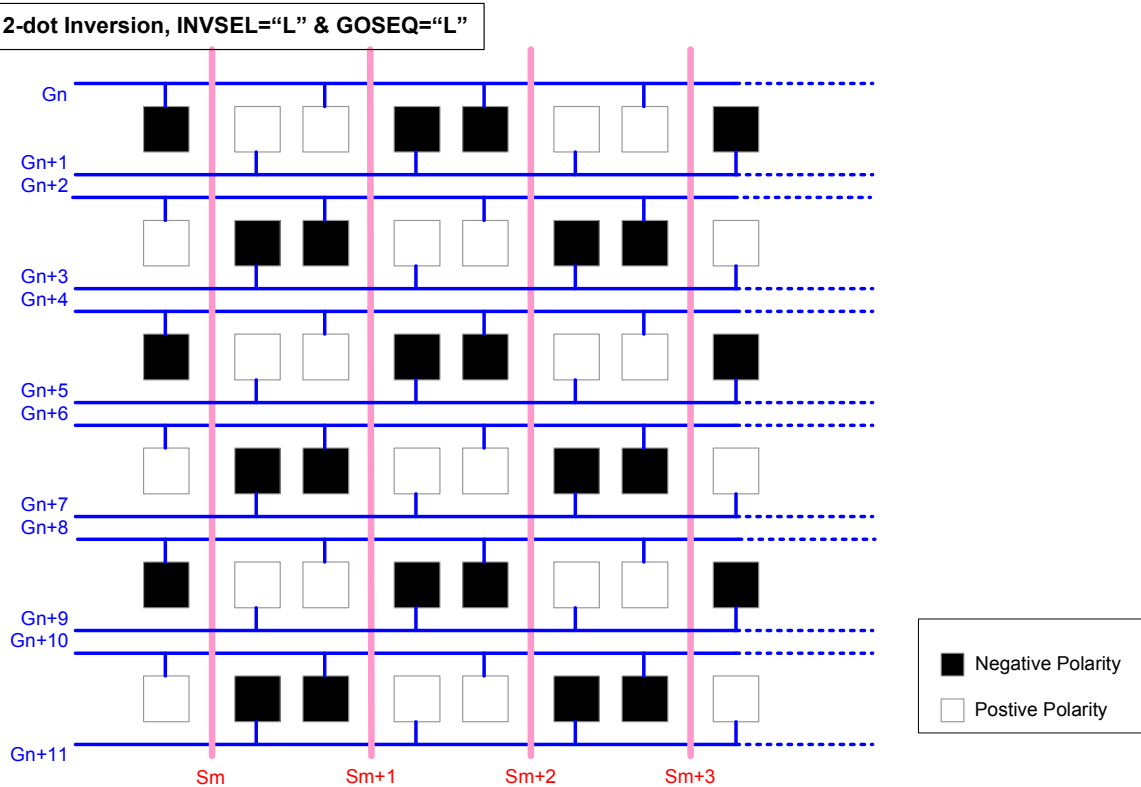 2-dot Inversion, INVSEL=“L” & GOSEQ=“L”
Gn
Gn+1
Gn+2
Gn+3
Gn+4
Gn+5
Gn+6
Gn+7
Gn+8
Gn+9
Gn+10
Gn+11
Negative Polarity
Postive Polarity
Sm Sm+1 Sm+2 Sm+3